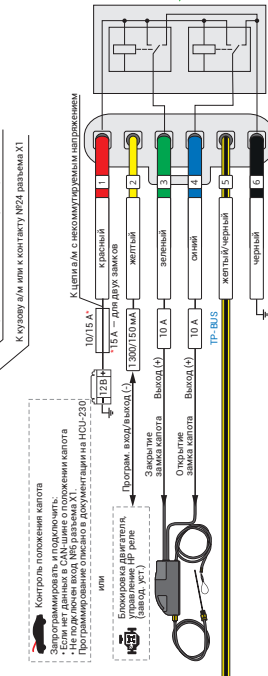 К кузову а/м или к контакту №24 разъема X1
К цепи а/м с некоммутируемым напряжением
10/15 А*
*15 А — для двух замков
12В
+
1
красный
2
желтый
1300/150 мА
Програм. вход/выход (-)
3
зеленый
10 А
Выход (+)
Закрытие
замка капота
4
синий
10 А
Выход (+)
Открытие
замка капота
5
желтый/черный
TP-BUS
6
черный
Контроль положения капота
Запрограммировать и подключить:
• Если нет данных в CAN-шине о положении капота
• Не подключен вход №5 разъема X1.
Программирование описано в документации на HCU-230
или
Блокировка двигателя,
управление HP реле
(завод. уст.)